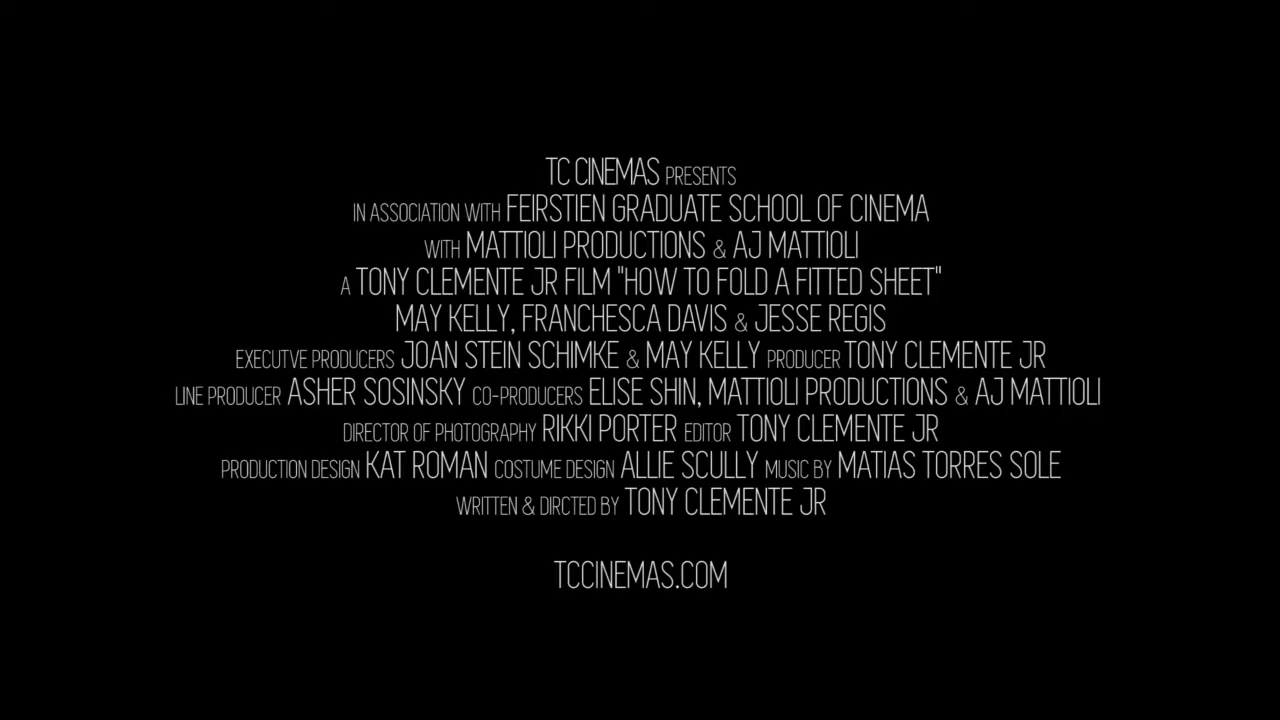 TC CINEMAS PRESENTS
IN ASSOCIATION WITH FEIRSTIEN GRADUATE SCHOOL OF CINEMA
WITH MATTIOLI PRODUCTIONS & AJ MATTIOLI
A TONY CLEMENTE JR FILM "HOW TO FOLD A FITTED SHEET"
MAY KELLY, FRANCHESCA DAVIS & JESSE REGIS
EXECUTVE PRODUCERS JOAN STEIN SCHIMKE & MAY KELLY PRODUCER TONY CLEMENTE JR
LINE PRODUCER ASHER SOSINSKY CO-PRODUCERS ELISE SHIN, MATTIOLI PRODUCTIONS & AJ MATTIOLI
DIRECTOR OF PHOTOGRAPHY RIKKI PORTER EDITOR TONY CLEMENTE JR
PRODUCTION DESIGN KAT ROMAN COSTUME DESIGN ALLIE SCULLY MUSIC BY MATIAS TORRES SOLE
WRITTEN & DIRCTED BY TONY CLEMENTE JR
TCCINEMAS.COM